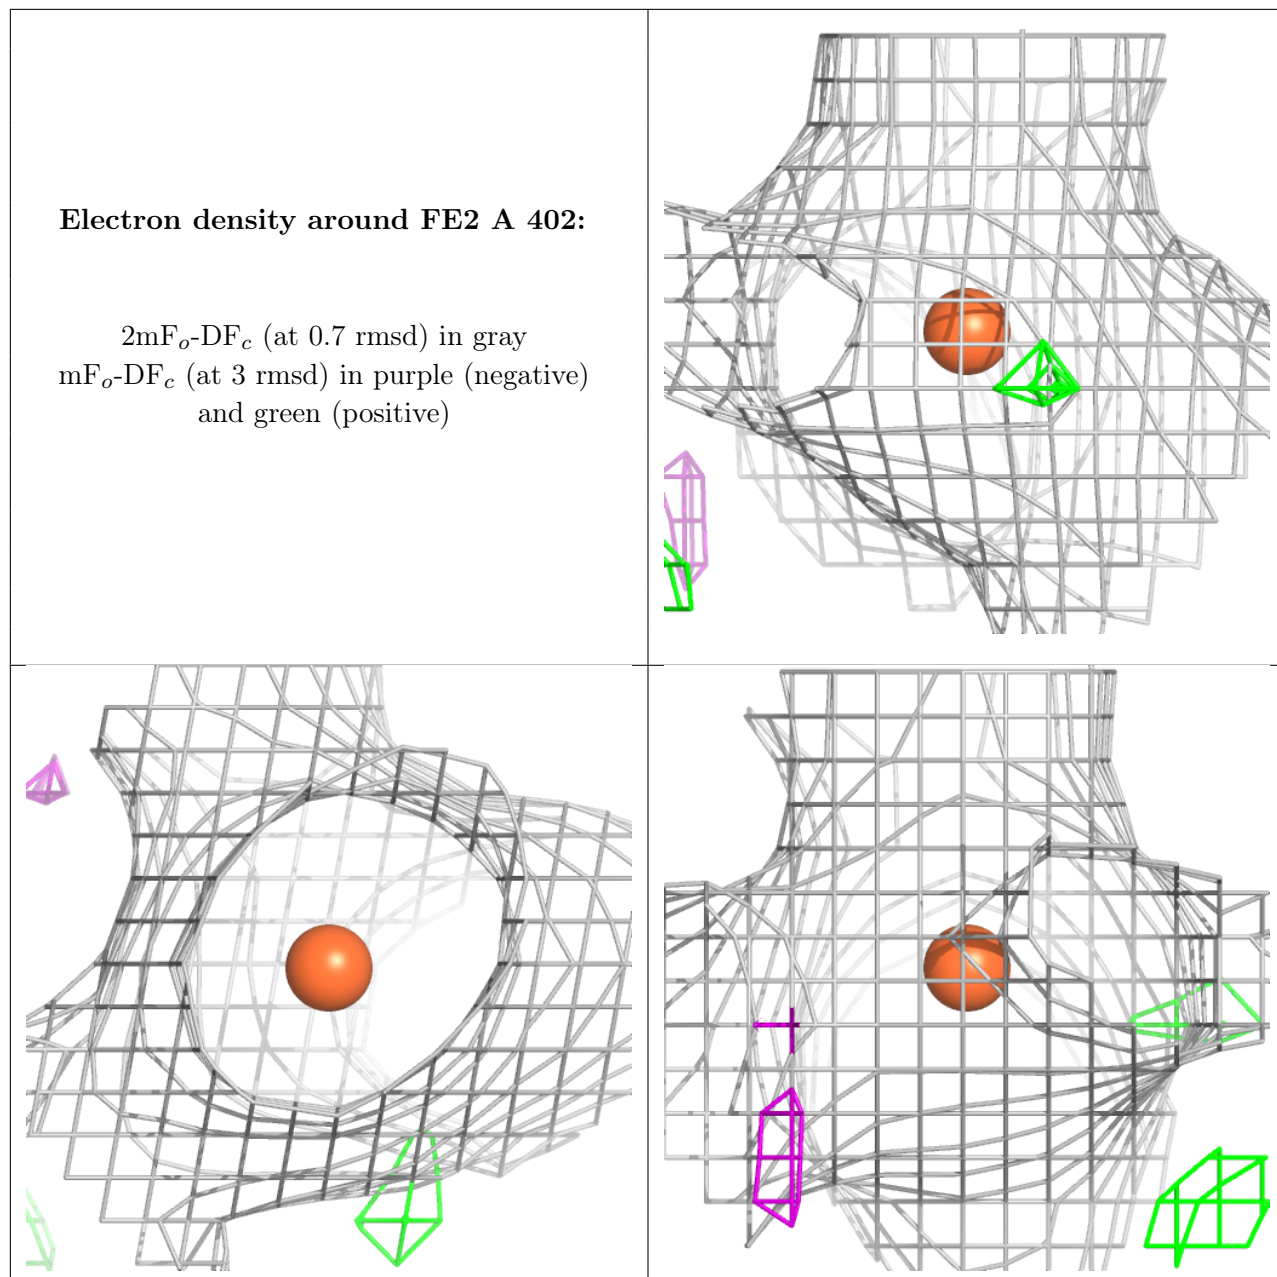 Electron density around FE2 A 402:
2mFo-DFc (at 0.7 rmsd) in gray
mFo-DFc (at 3 rmsd) in purple (negative)
and green (positive)